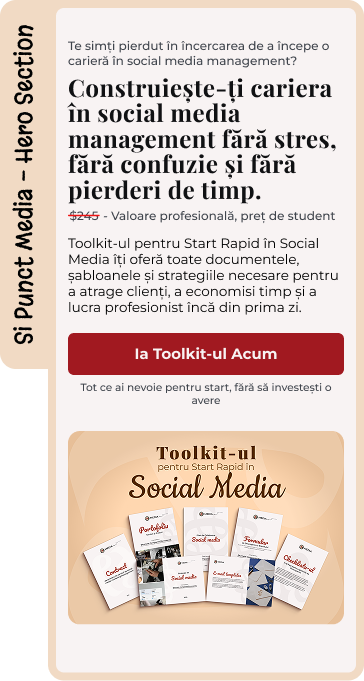 Si Punct Media - Hero Section
Te simți pierdut în încercarea de a începe o
carieră în social media management?
Construiește-ți cariera
în social media
management fără stres,
fără confuzie și fără
pierderi de timp.
$245 - Valoare profesională, preț de student
Toolkit-ul pentru Start Rapid în Social
Media îți oferă toate documentele,
șabloanele și strategiile necesare pentru
a atrage clienți, a economisi timp și a
lucra profesionist încă din prima zi.
Ia Toolkit-ul Acum
Tot ce ai nevoie pentru start, fără să investești o
avere
Toolkit-ul
pentru Start Rapid în
Social Media
Portofoliu
Social media
Formular
Contract
Social media
E-mail templates